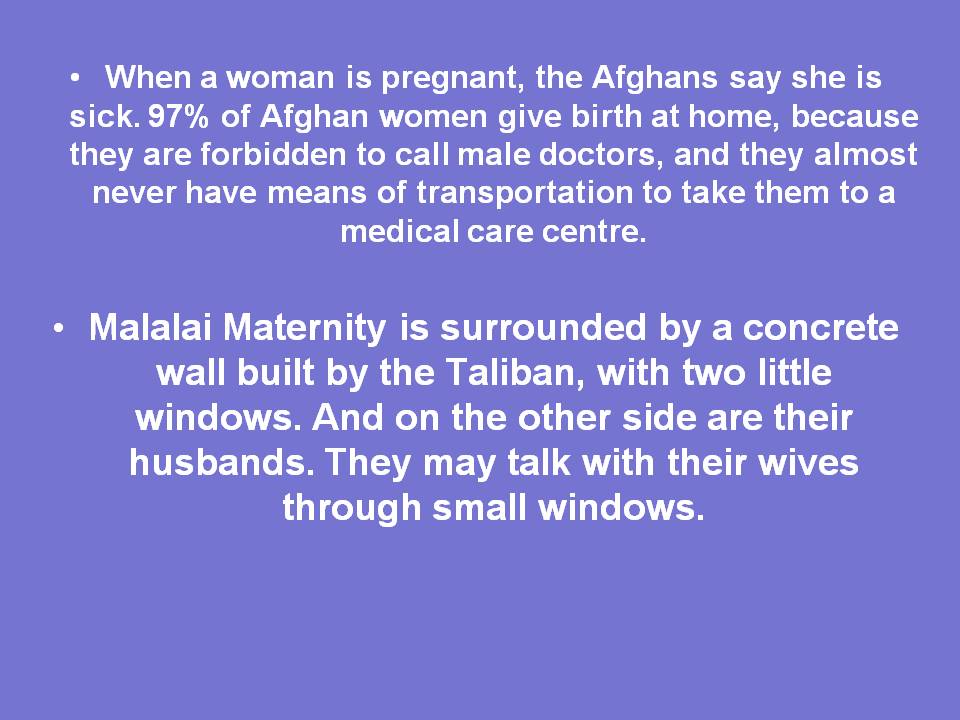 • When a woman is pregnant, the Afghans say she is
sick. 97% of Afghan women give birth at home, because
they are forbidden to call male doctors, and they almost
never have means of transportation to take them to a
medical care centre.
• Malalai Maternity is surrounded by a concrete
wall built by the Taliban, with two little
windows. And on the other side are their
husbands. They may talk with their wives
through small windows.